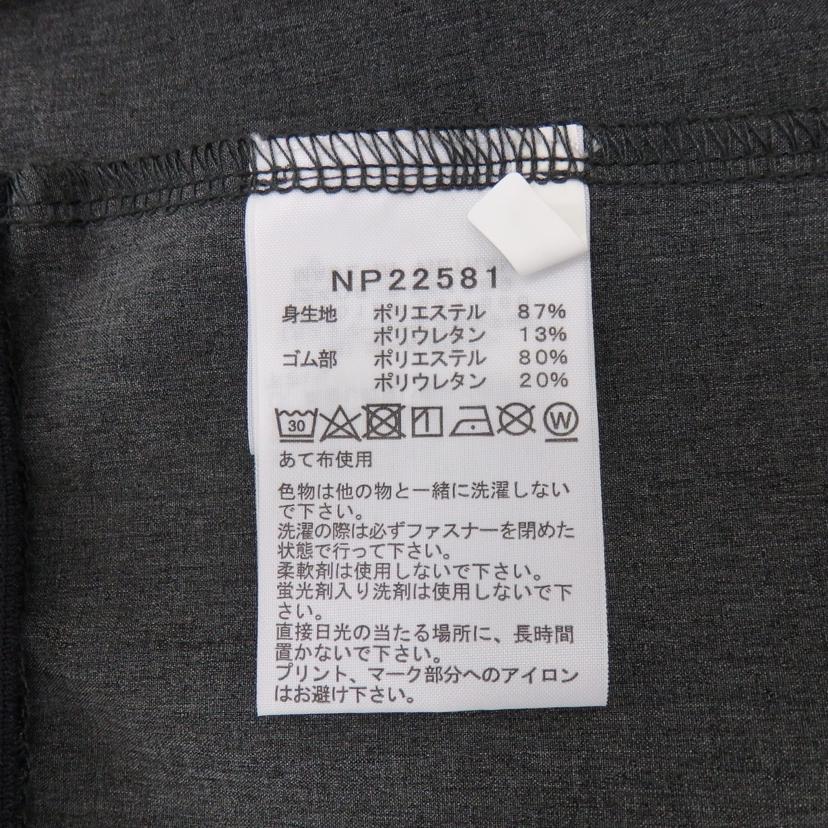 NP22581
身生地 ポリエステル 87%
ポリウレタン 13%
ゴム部 ポリエステル 80%
ポリウレタン 20%
30 W
あて布使用
色物は他の物と一緒に洗濯しない
で下さい。
洗濯の際は必ずファスナーを閉めた
状態で行って下さい。
柔軟剤は使用しないで下さい。
蛍光剤入り洗剤は使用しないで下
さい。
直接日光の当たる場所に、長時間
置かないで下さい。
プリント、マーク部分へのアイロン
はお避け下さい。